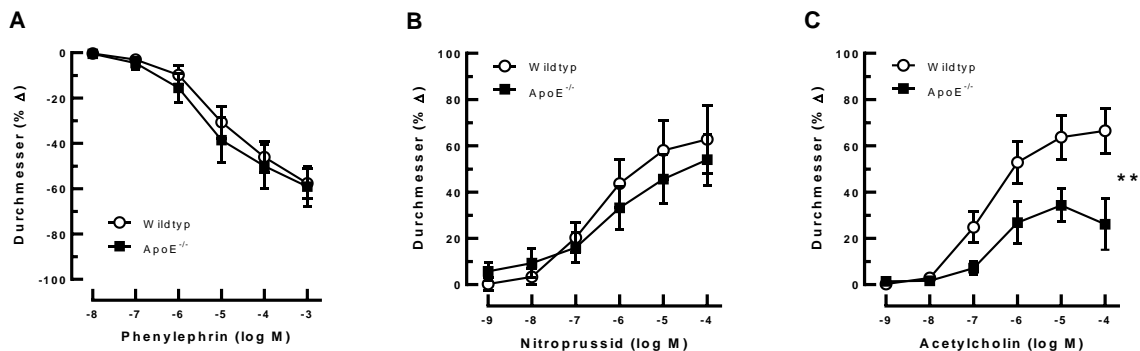 A
0
-20
-40
-60
-80
-100
Durchmesser (% Δ)
Wildtyp
ApoE-/-
-8 -7 -6 -5 -4 -3
Phenylephrin (log M)
B
100
80
60
40
20
0
Durchmesser (% Δ)
Wildtyp
ApoE-/-
-9 -8 -7 -6 -5 -4
Nitroprussid (log M)
C
100
80
60
40
20
0
Durchmesser (% Δ)
Wildtyp
ApoE-/-
**
-9 -8 -7 -6 -5 -4
Acetylcholin (log M)